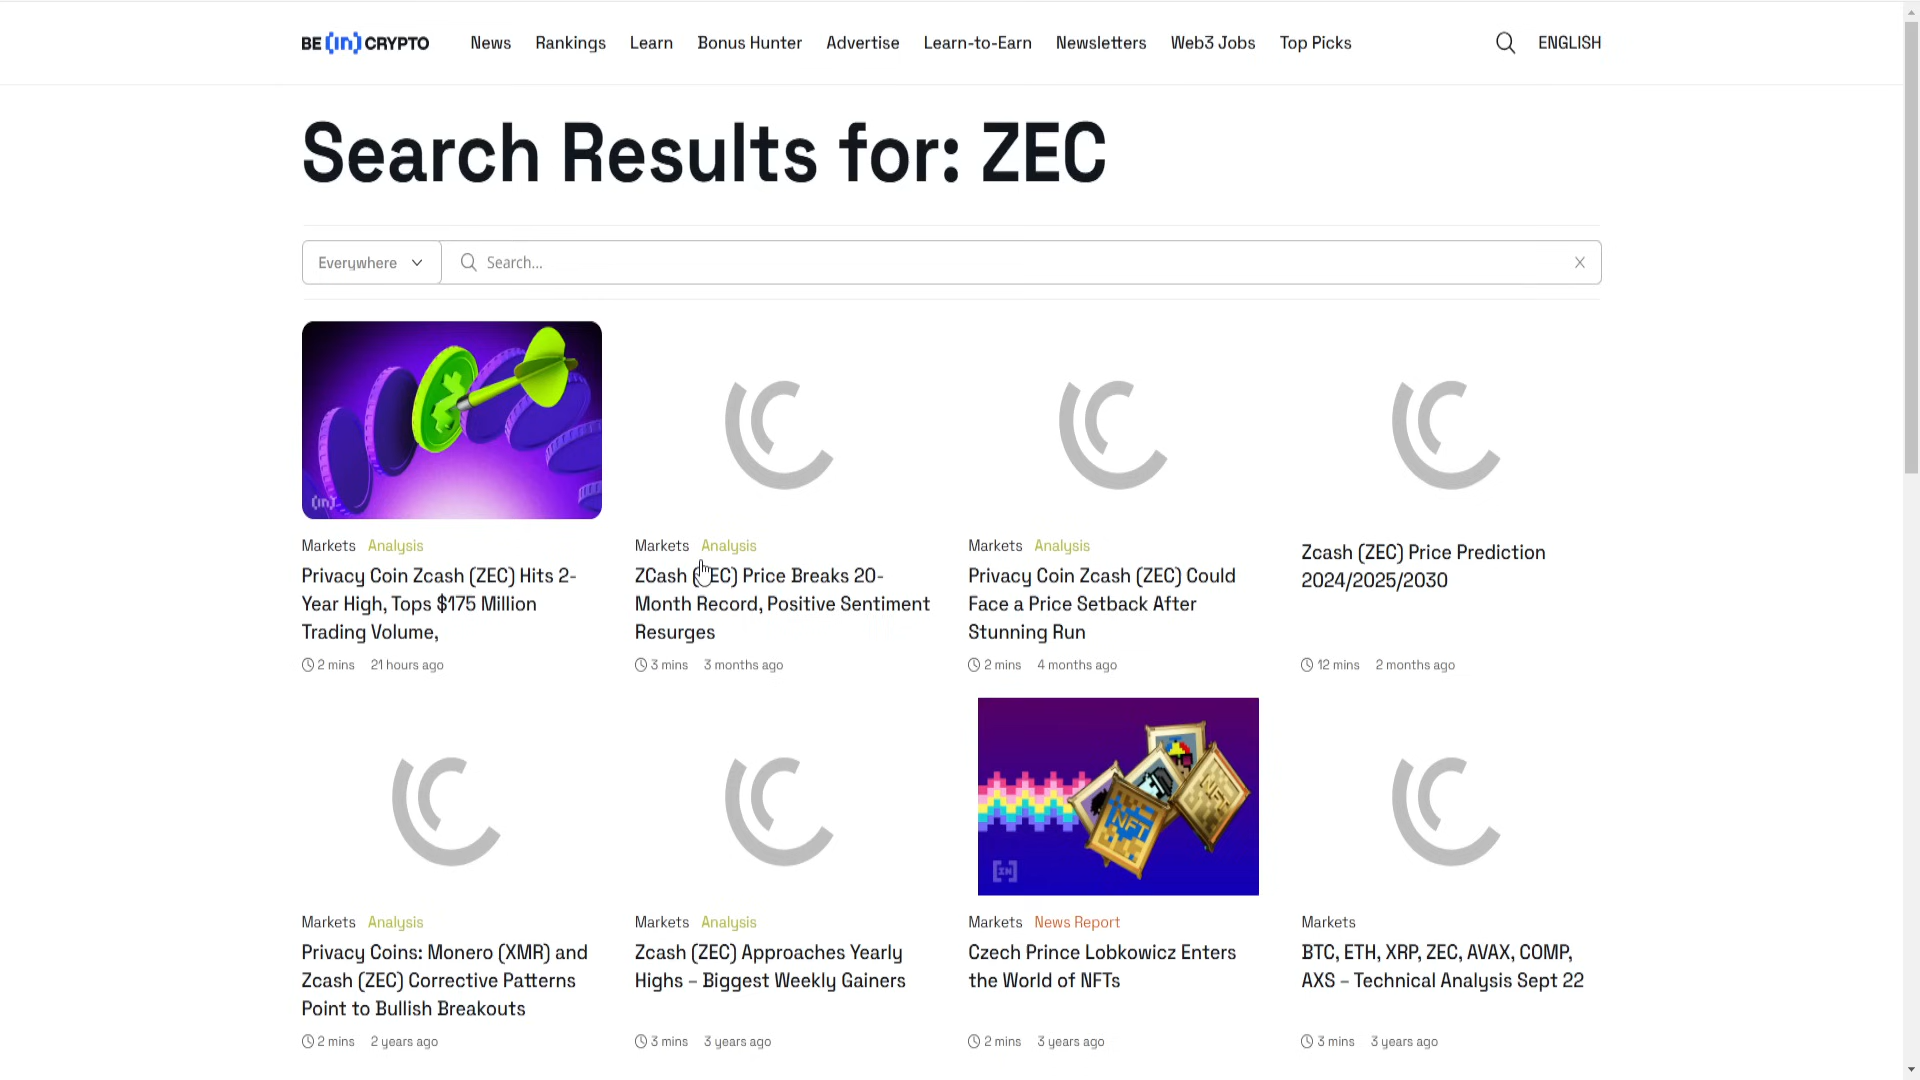 BE [in] CRYPTO News Rankings Learn Bonus Hunter Advertise Learn-to-Earn Newsletters Web3 Jobs Top Picks ENGLISH
Search Results for: ZEC
Everywhere Search...
Markets Analysis
Privacy Coin Zcash (ZEC) Hits 2-
Year High, Tops $175 Million
Trading Volume,
2 mins 21 hours ago
Markets Analysis
ZCash (ZEC) Price Breaks 20-
Month Record, Positive Sentiment
Resurges
3 mins 3 months ago
Markets Analysis
Privacy Coin Zcash (ZEC) Could
Face a Price Setback After
Stunning Run
2 mins 4 months ago
Zcash (ZEC) Price Prediction
2024/2025/2030
12 mins 2 months ago
Markets Analysis
Privacy Coins: Monero (XMR) and
Zcash (ZEC) Corrective Patterns
Point to Bullish Breakouts
2 mins 2 years ago
Markets Analysis
Zcash (ZEC) Approaches Yearly
Highs – Biggest Weekly Gainers
3 mins 3 years ago
NFT
NFT
[IN]
Markets News Report
Czech Prince Lobkowicz Enters
the World of NFTs
2 mins 3 years ago
Markets
BTC, ETH, XRP, ZEC, AVAX, COMP,
AXS – Technical Analysis Sept 22
3 mins 3 years ago